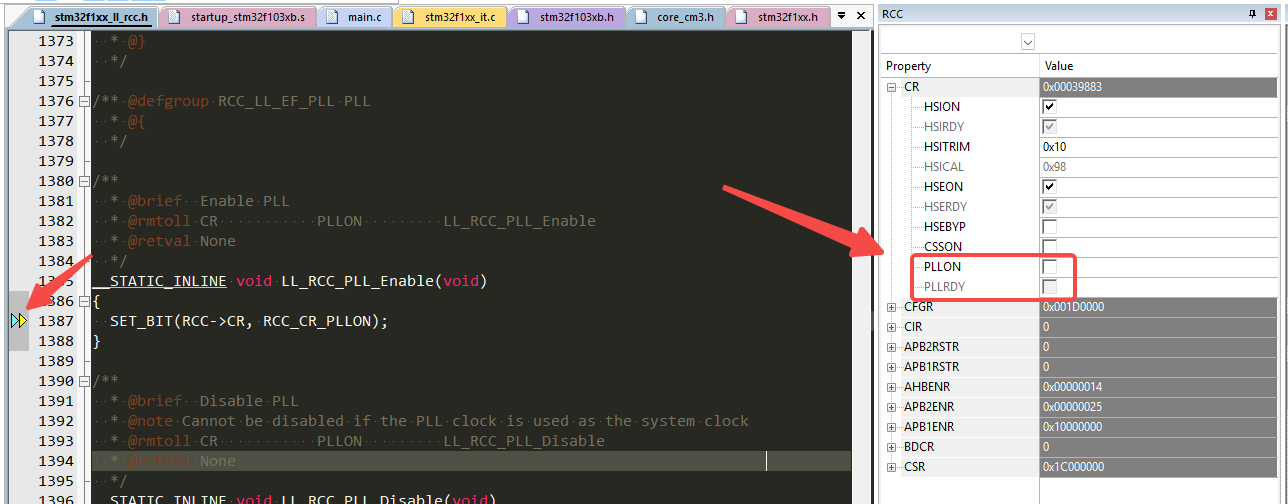 stm32f1xx_ll_rcc.h startup_stm32f103xb.s main.c stm32f1xx_it.c stm32f103xb.h core_cm3.h stm32f1xx.h
1373 * @}
1374 */
1375
1376 /** @defgroup RCC_LL_EF_PLL PLL
1377 * @{
1378 */
1379
1380 /**
1381 * @brief Enable PLL
1382 * @rmtoll CR PLLON LL_RCC_PLL_Enable
1383 * @retval None
1384 */
1385 __STATIC_INLINE void LL_RCC_PLL_Enable(void)
1386 {
1387 SET_BIT(RCC->CR, RCC_CR_PLLON);
1388 }
1389
1390 /**
1391 * @brief Disable PLL
1392 * @note Cannot be disabled if the PLL clock is used as the system clock
1393 * @rmtoll CR PLLON LL_RCC_PLL_Disable
1394 * @retval None
1395 */
1396 __STATIC_INLINE void LL_RCC_PLL_Disable(void)
RCC
Property Value
CR 0x00039883
HSION
HSIRDY
HSITRIM 0x10
HSICAL 0x98
HSEON
HSERDY
HSEBYP
CSSON
PLLON
PLLRDY
CFGR 0x001D0000
CIR 0
APB2RSTR 0
APB1RSTR 0
AHBENR 0x00000014
APB2ENR 0x00000025
APB1ENR 0x10000000
BDCR 0
CSR 0x1C000000